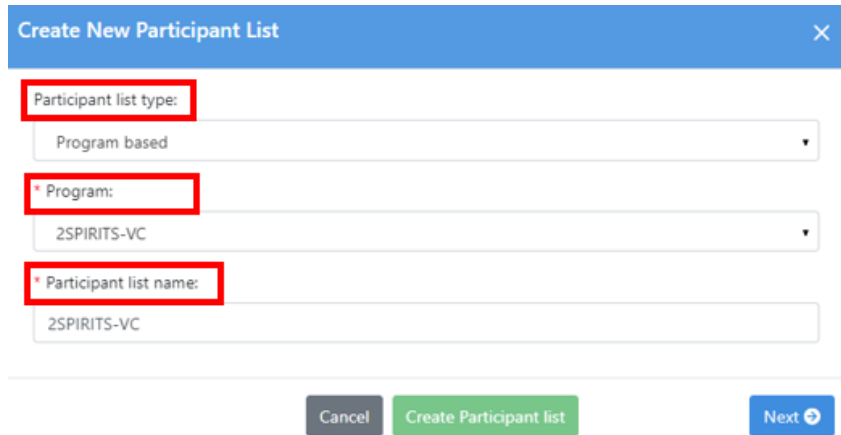 Create New Participant List
Participant list type:
Program based
* Program:
2SPIRITS-VC
* Participant list name:
2SPIRITS-VC
Cancel Create Participant list Next